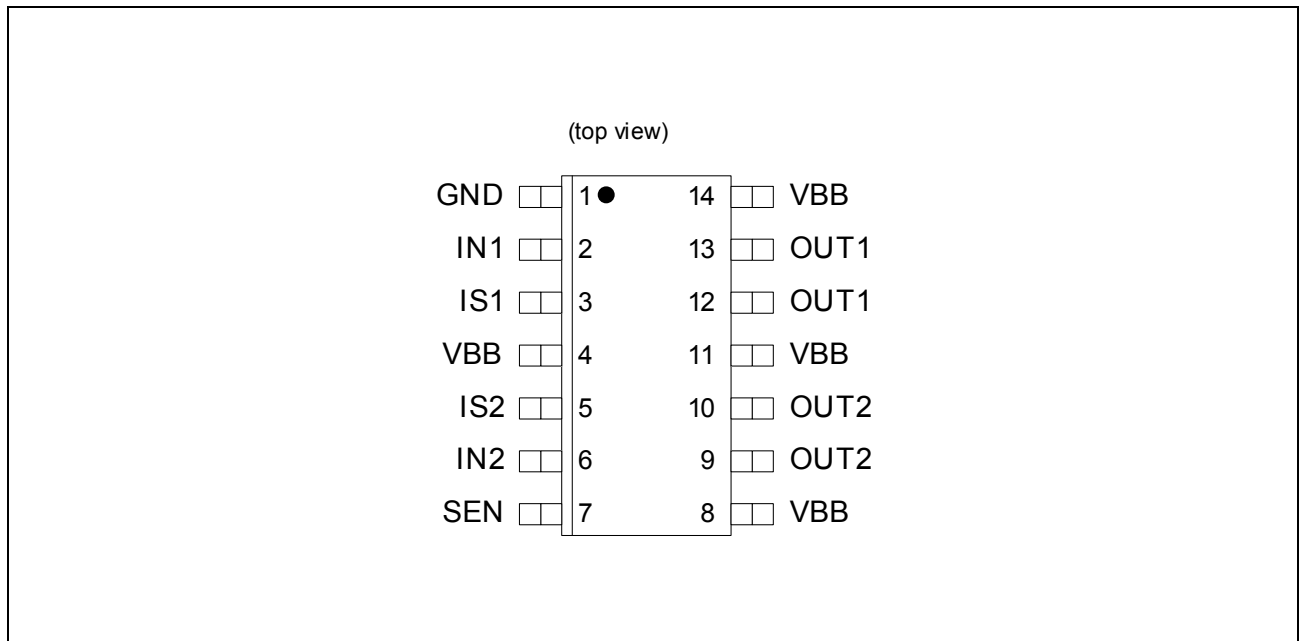 (top view)
GND 1 14 VBB
IN1 2 13 OUT1
IS1 3 12 OUT1
VBB 4 11 VBB
IS2 5 10 OUT2
IN2 6 9 OUT2
SEN 7 8 VBB